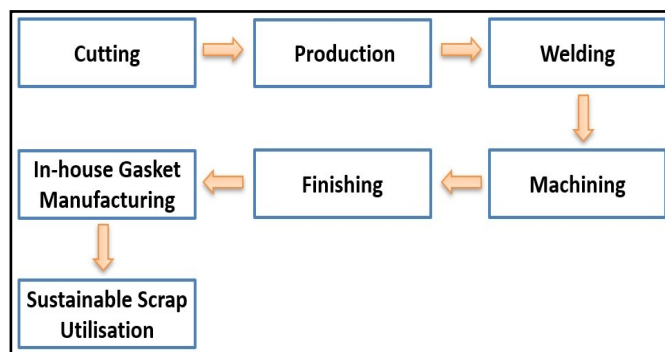 Cutting
Production
Welding
Machining
Finishing
In-house Gasket
Manufacturing
Sustainable Scrap
Utilisation